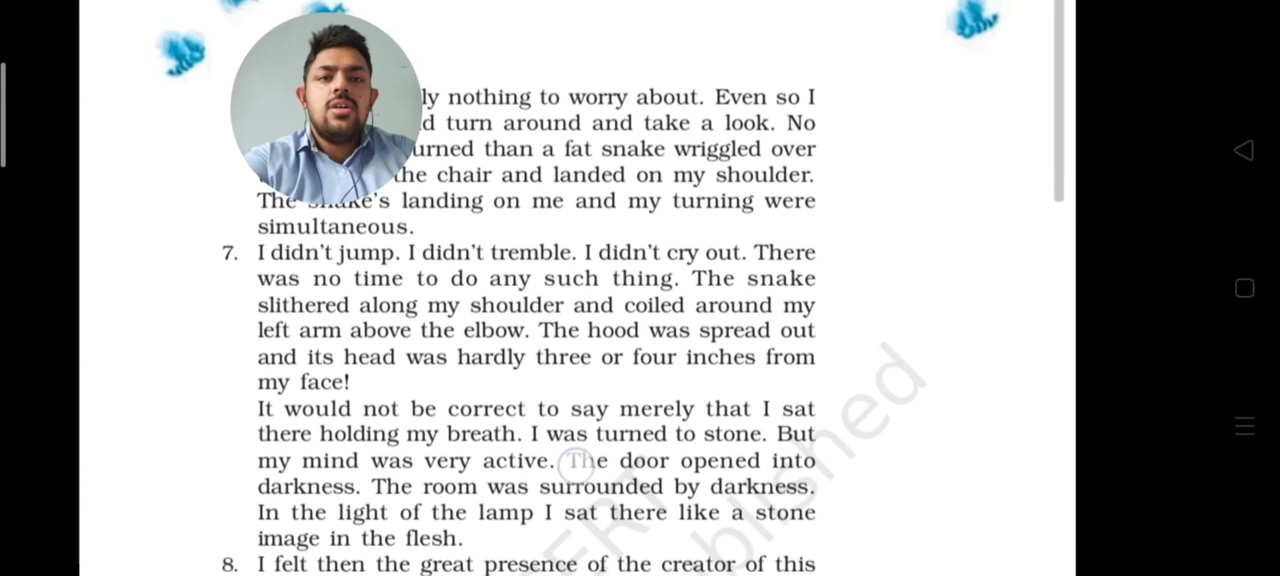 ly nothing to worry about. Even so I
d turn around and take a look. No
urned than a fat snake wriggled over
the chair and landed on my shoulder.
The snake's landing on me and my turning were
simultaneous.
7. I didn't jump. I didn't tremble. I didn't cry out. There
was no time to do any such thing. The snake
slithered along my shoulder and coiled around my
left arm above the elbow. The hood was spread out
and its head was hardly three or four inches from
my face!
It would not be correct to say merely that I sat
there holding my breath. I was turned to stone. But
my mind was very active. The door opened into
darkness. The room was surrounded by darkness.
In the light of the lamp I sat there like a stone
image in the flesh.
8. I felt then the great presence of the creator of this